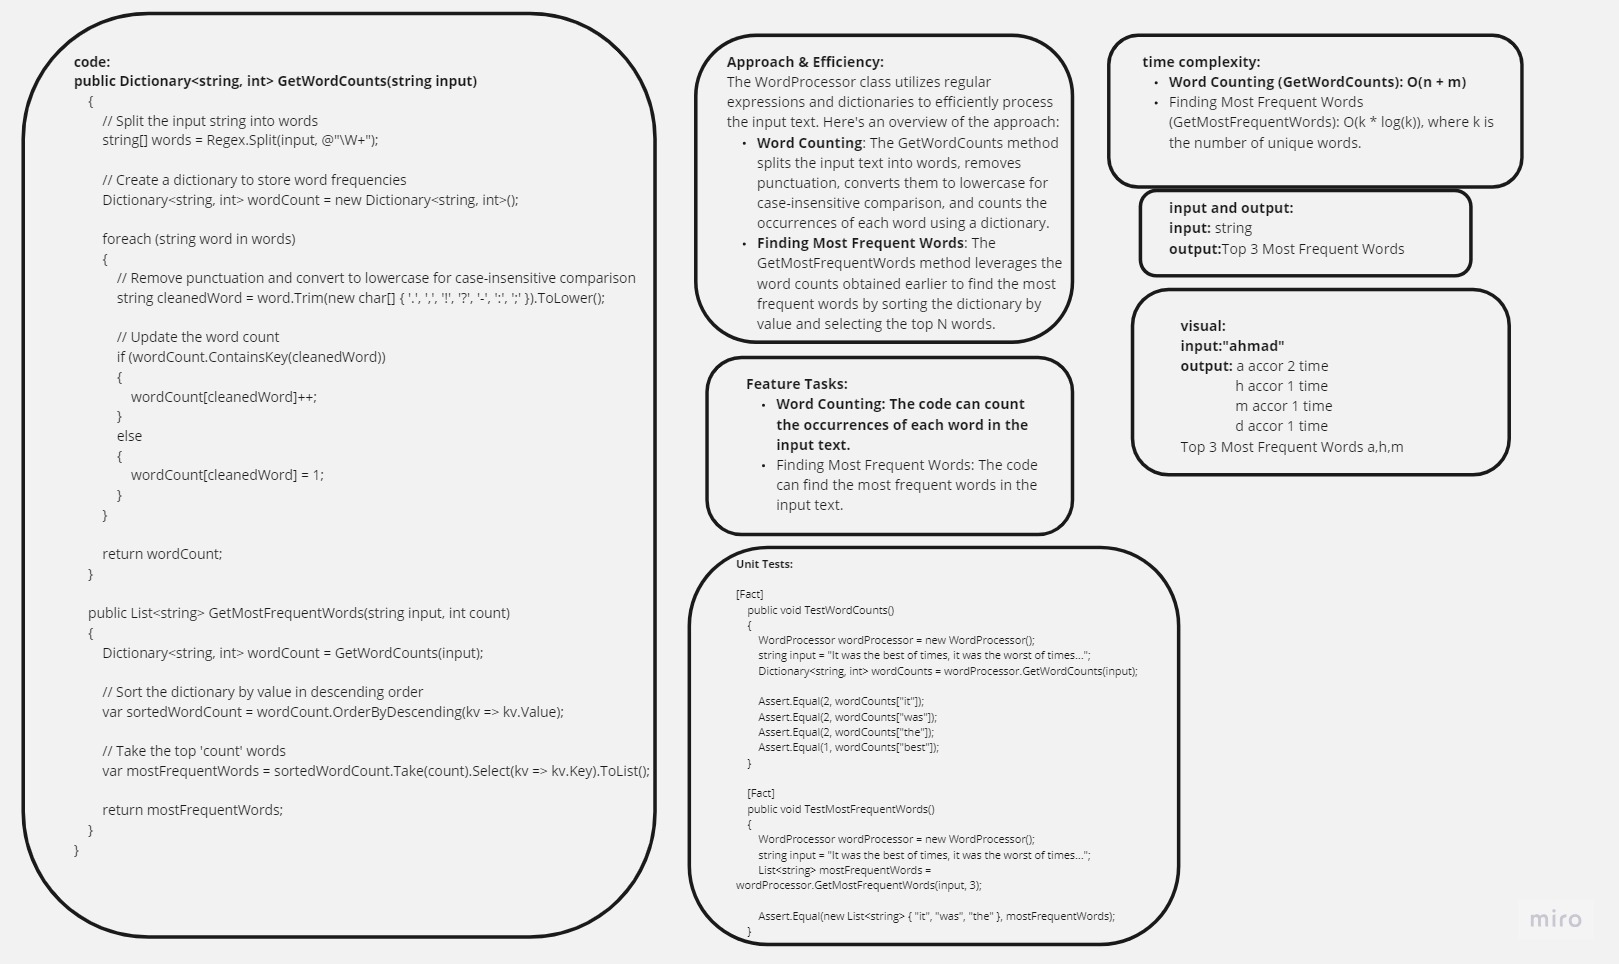 code:
public Dictionary<string, int> GetWordCounts(string input)
{
// Split the input string into words
string[] words = Regex.Split(input, @"\W+");
// Create a dictionary to store word frequencies
Dictionary<string, int> wordCount = new Dictionary<string, int>();
foreach (string word in words)
{
// Remove punctuation and convert to lowercase for case-insensitive comparison
string cleanedWord = word.Trim(new char[] { '.', ',', '!', '?', '-', ':', ';' }).ToLower();
// Update the word count
if (wordCount.ContainsKey(cleanedWord))
{
wordCount[cleanedWord]++;
}
else
{
wordCount[cleanedWord] = 1;
}
}
return wordCount;
}
public List<string> GetMostFrequentWords(string input, int count)
{
Dictionary<string, int> wordCount = GetWordCounts(input);
// Sort the dictionary by value in descending order
var sortedWordCount = wordCount.OrderByDescending(kv => kv.Value);
// Take the top 'count' words
var mostFrequentWords = sortedWordCount.Take(count).Select(kv => kv.Key).ToList();
return mostFrequentWords;
}
}
Approach & Efficiency:
The WordProcessor class utilizes regular
expressions and dictionaries to efficiently process
the input text. Here's an overview of the approach:
• Word Counting: The GetWordCounts method
splits the input text into words, removes
punctuation, converts them to lowercase for
case-insensitive comparison, and counts the
occurrences of each word using a dictionary.
• Finding Most Frequent Words: The
GetMostFrequentWords method leverages the
word counts obtained earlier to find the most
frequent words by sorting the dictionary by
value and selecting the top N words.
Feature Tasks:
• Word Counting: The code can count
the occurrences of each word in the
input text.
• Finding Most Frequent Words: The code
can find the most frequent words in the
input text.
Unit Tests:
[Fact]
public void TestWordCounts()
{
WordProcessor wordProcessor = new WordProcessor();
string input = "It was the best of times, it was the worst of times...";
Dictionary<string, int> wordCounts = wordProcessor.GetWordCounts(input);
Assert.Equal(2, wordCounts["it"]);
Assert.Equal(2, wordCounts["was"]);
Assert.Equal(2, wordCounts["the"]);
Assert.Equal(1, wordCounts["best"]);
}
[Fact]
public void TestMostFrequentWords()
{
WordProcessor wordProcessor = new WordProcessor();
string input = "It was the best of times, it was the worst of times...";
List<string> mostFrequentWords =
wordProcessor.GetMostFrequentWords(input, 3);
Assert.Equal(new List<string> { "it", "was", "the" }, mostFrequentWords);
}
time complexity:
• Word Counting (GetWordCounts): O(n + m)
• Finding Most Frequent Words
(GetMostFrequentWords): O(k * log(k)), where k is
the number of unique words.
input and output:
input: string
output:Top 3 Most Frequent Words
visual:
input:"ahmad"
output: a accor 2 time
h accor 1 time
m accor 1 time
d accor 1 time
Top 3 Most Frequent Words a,h,m
miro